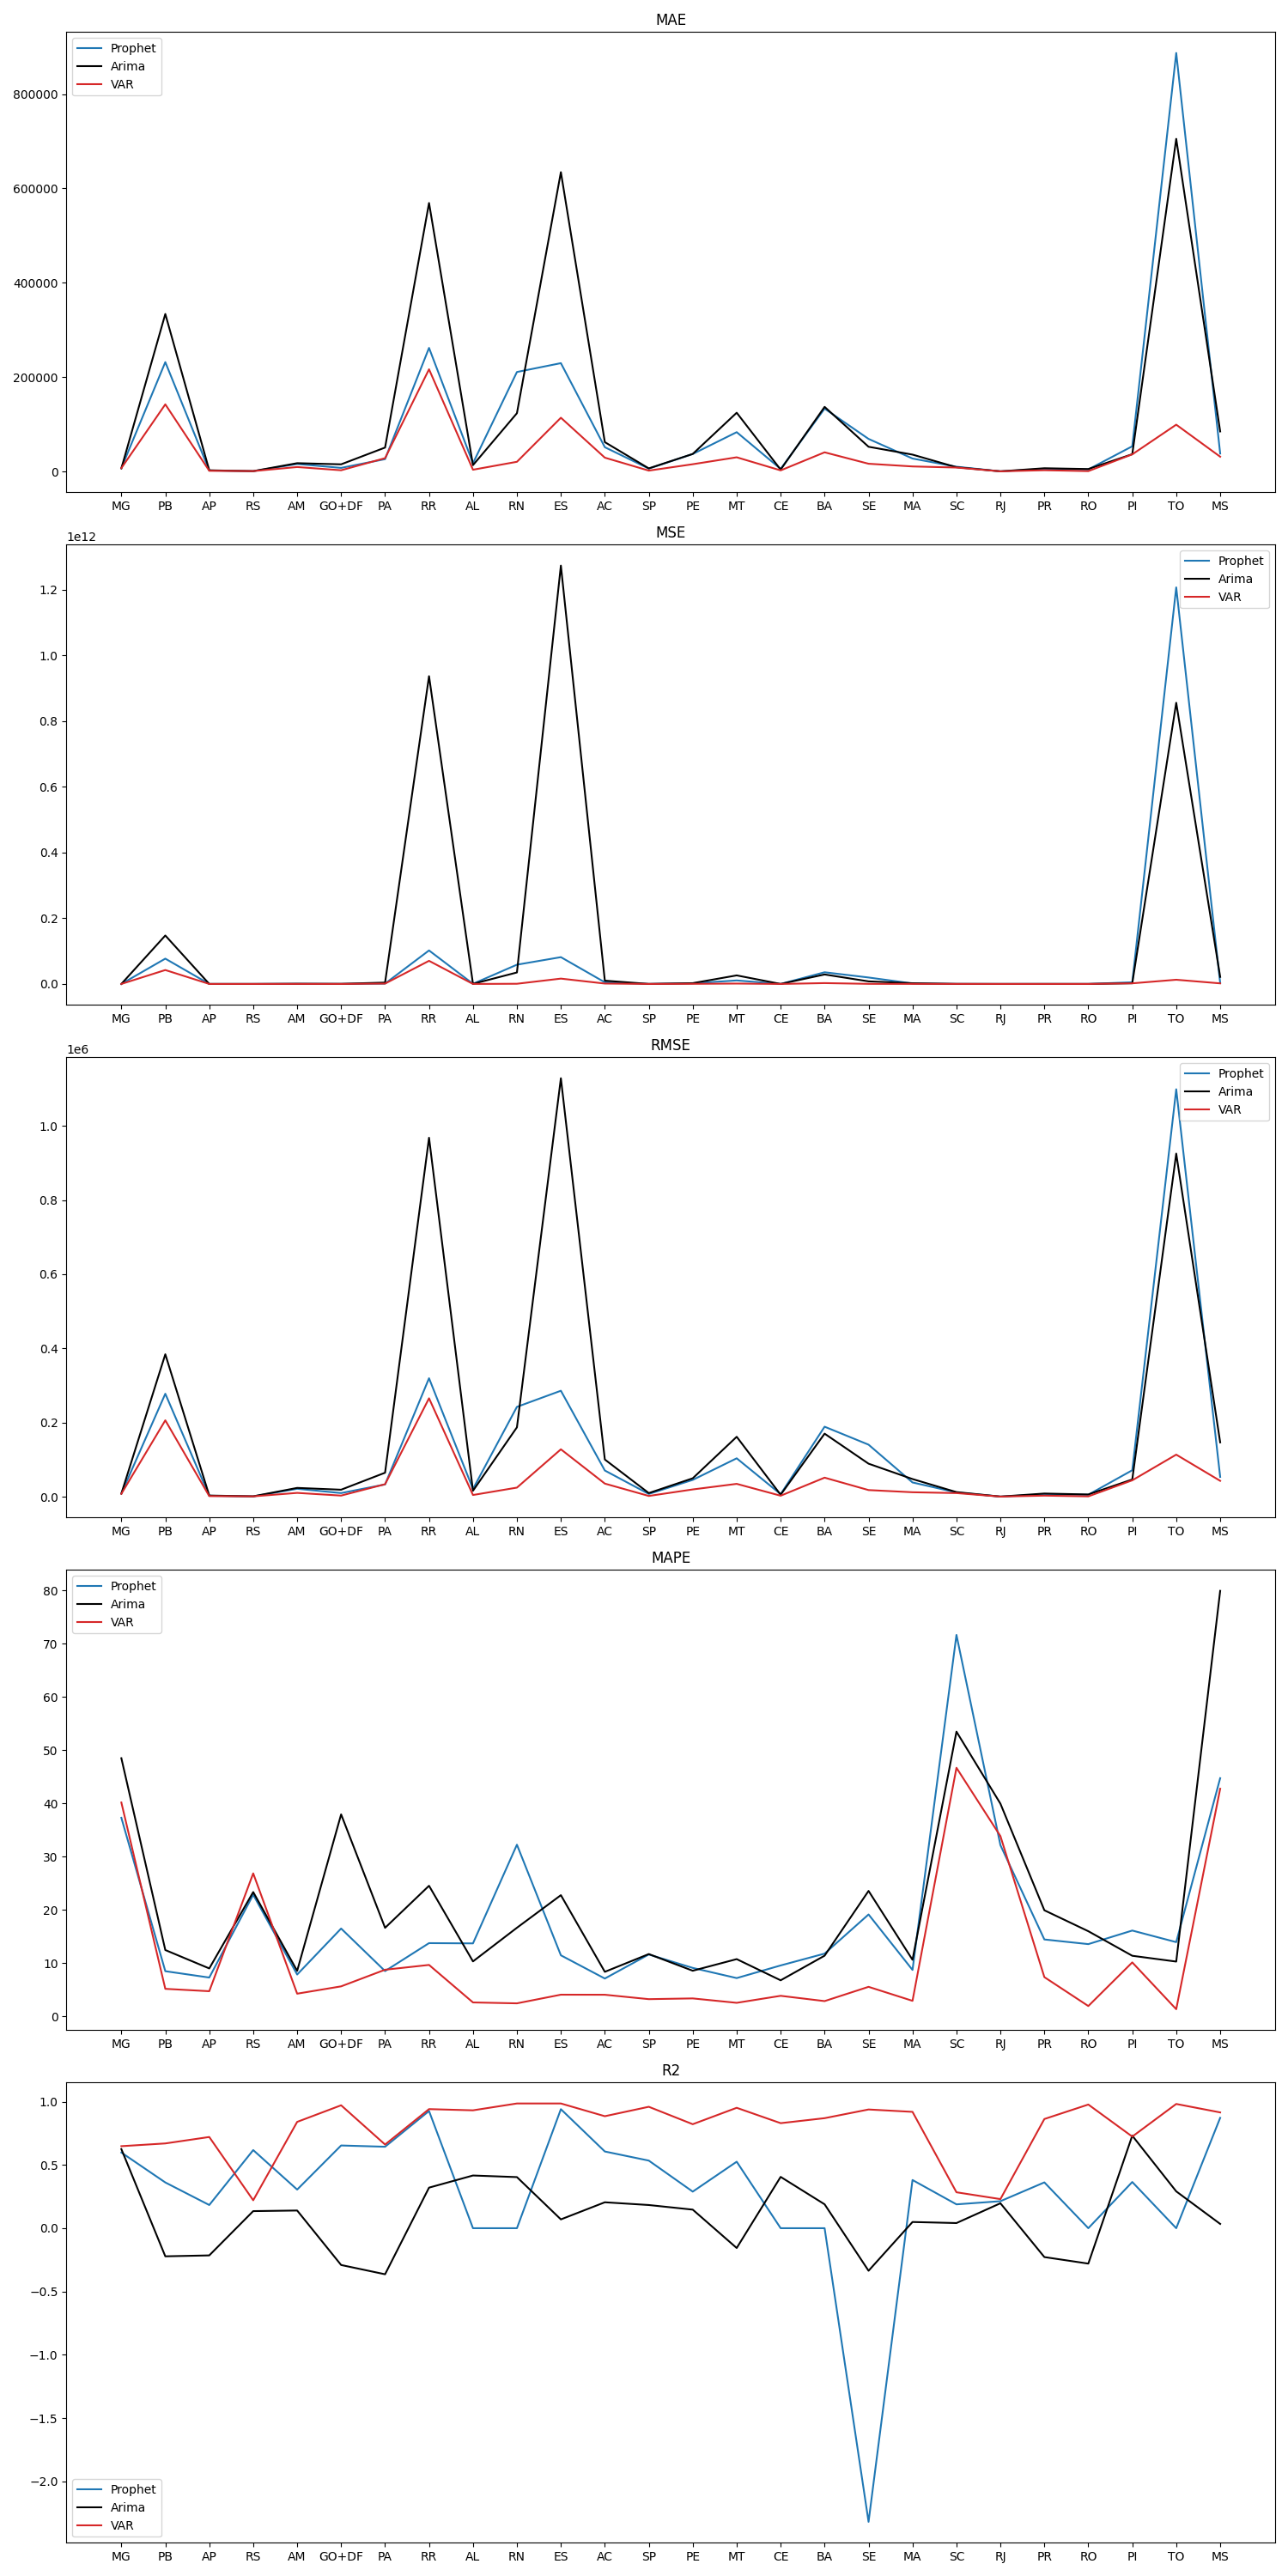 MAE
Prophet
Arima
VAR
800000
600000
400000
200000
0
MG PB AP RS AM GO+DF PA RR AL RN ES AC SP PE MT CE BA SE MA SC RJ PR RO PI TO MS
MSE
1e12
Prophet
Arima
VAR
1.2
1.0
0.8
0.6
0.4
0.2
0.0
MG PB AP RS AM GO+DF PA RR AL RN ES AC SP PE MT CE BA SE MA SC RJ PR RO PI TO MS
RMSE
1e6
Prophet
Arima
VAR
1.0
0.8
0.6
0.4
0.2
0.0
MG PB AP RS AM GO+DF PA RR AL RN ES AC SP PE MT CE BA SE MA SC RJ PR RO PI TO MS
MAPE
Prophet
Arima
VAR
80
70
60
50
40
30
20
10
0
MG PB AP RS AM GO+DF PA RR AL RN ES AC SP PE MT CE BA SE MA SC RJ PR RO PI TO MS
R2
1.0
0.5
0.0
−0.5
−1.0
−1.5
−2.0
Prophet
Arima
VAR
MG PB AP RS AM GO+DF PA RR AL RN ES AC SP PE MT CE BA SE MA SC RJ PR RO PI TO MS